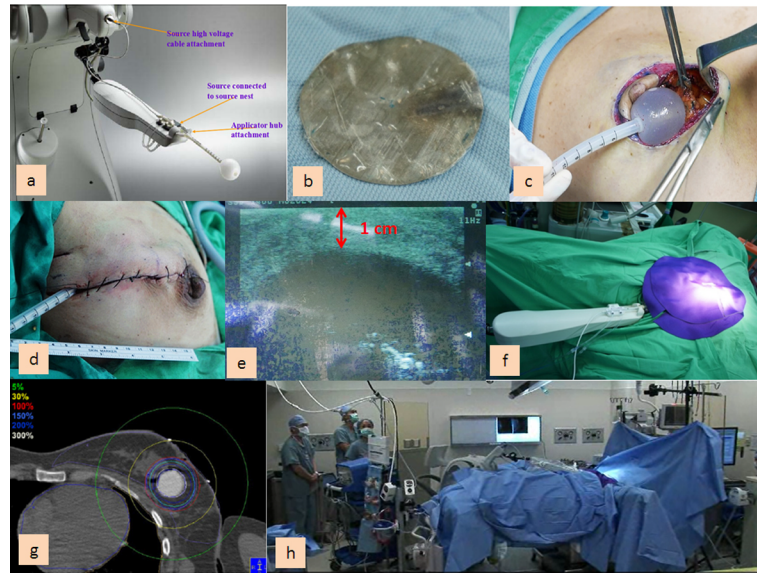 Source high voltage
cable attachment
Source connected
to source nest
Applicator hub
attachment
a
b
c
d
1 cm
11Hz
e
f
5%
30%
100%
150%
200%
300%
g
h